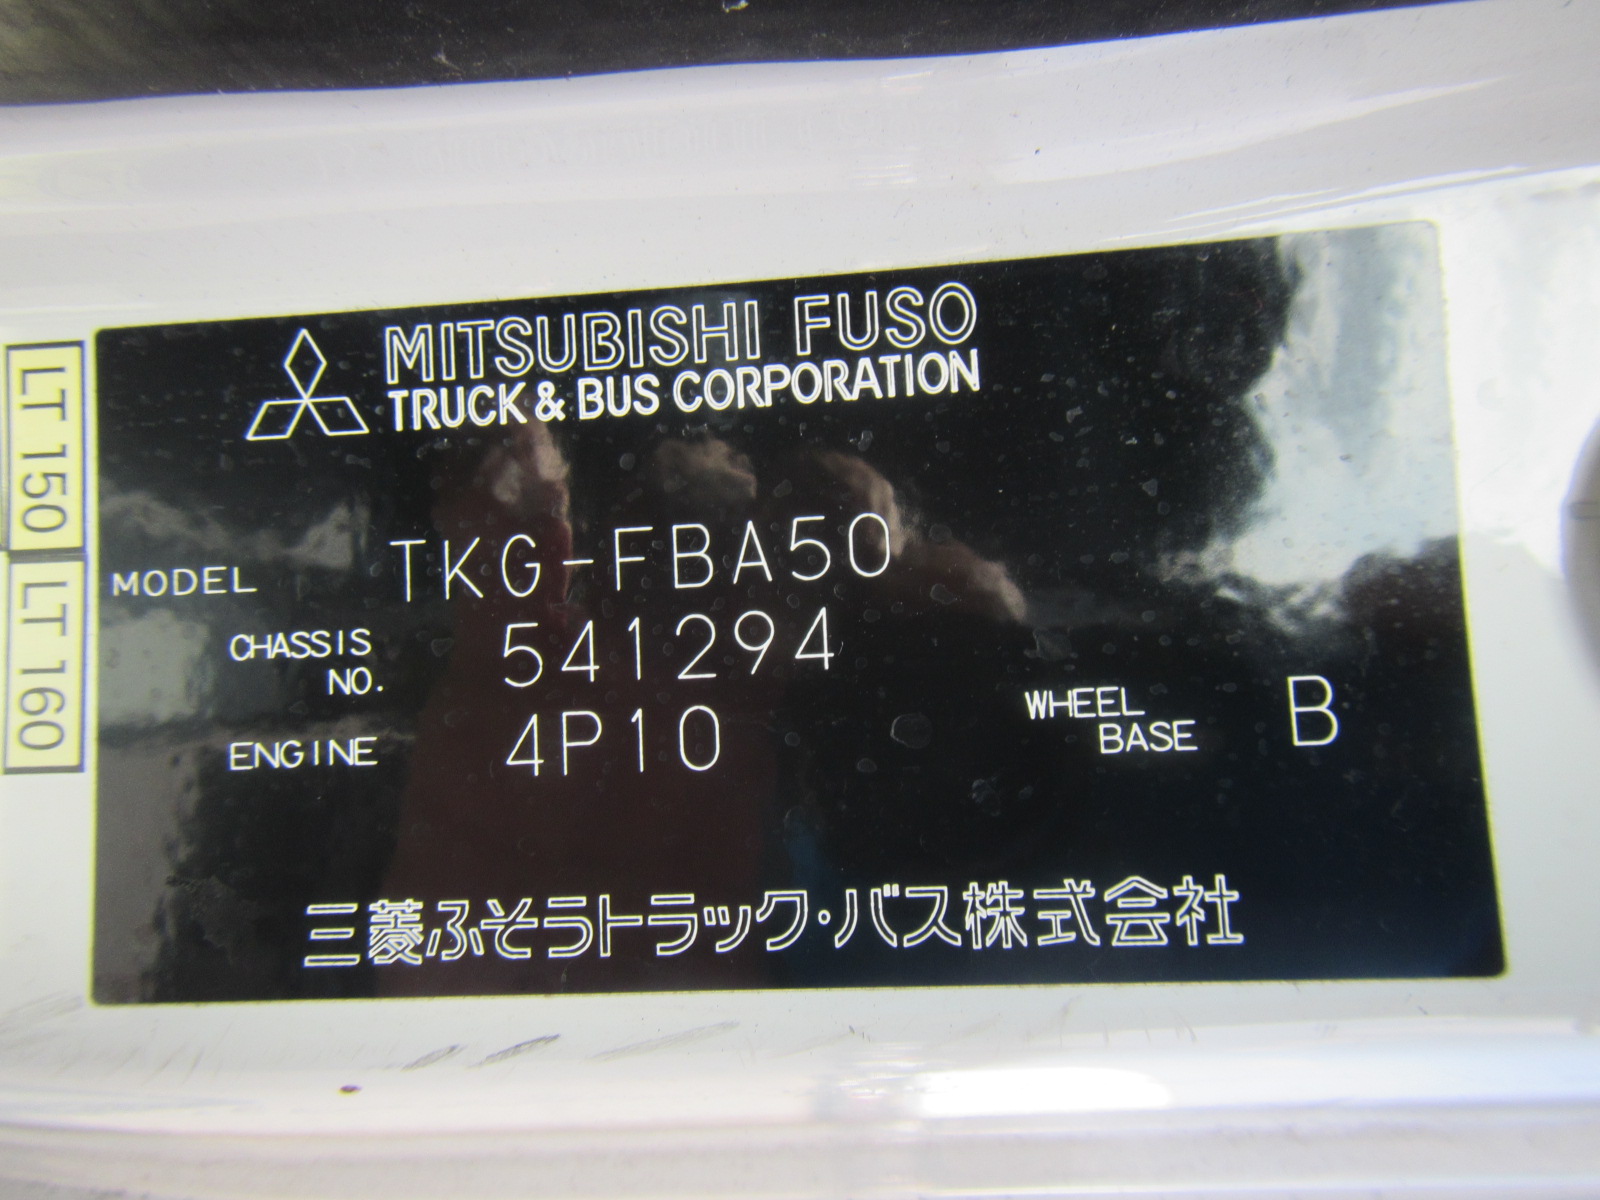 MITSUBISHI FUSO
TRUCK & BUS CORPORATION
MODEL TKG-FBA50
CHASSIS NO. 541294
ENGINE 4P10
WHEEL BASE B
三菱ふそうトラック・バス株式会社
LT 150
LT 160